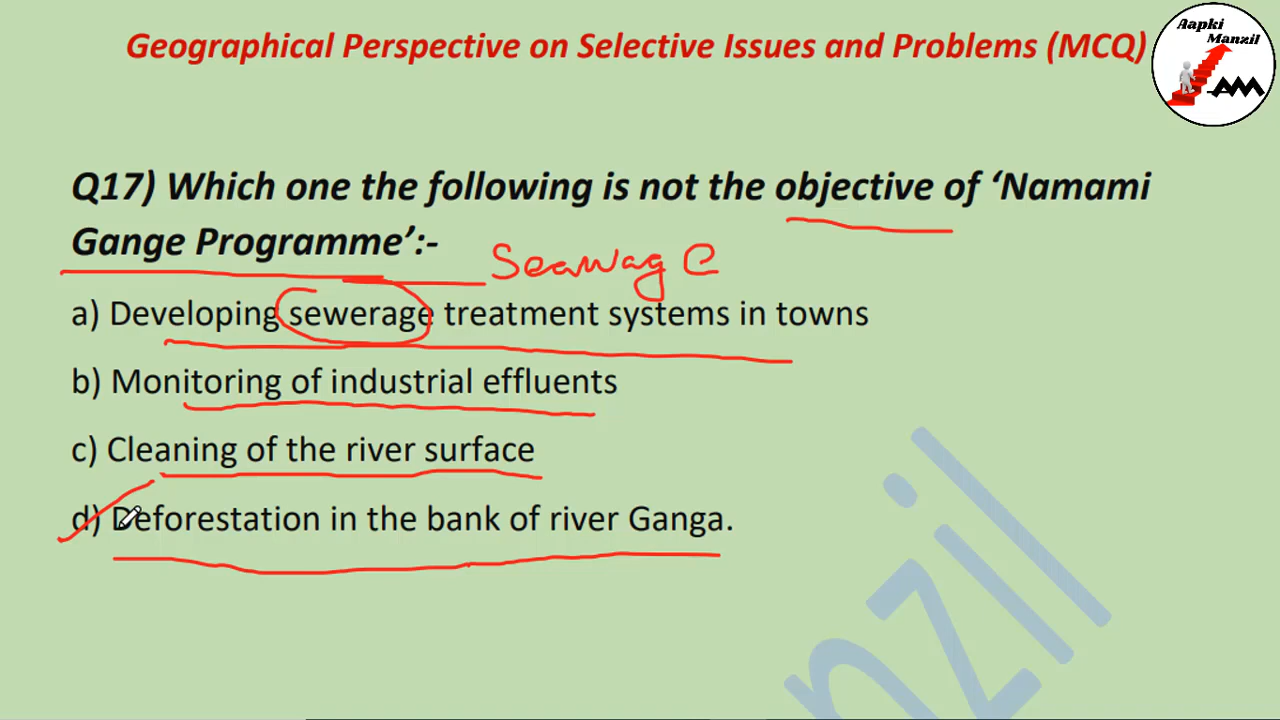 Geographical Perspective on Selective Issues and Problems (MCQ)
Aapki
Manzil
AM
Q17) Which one the following is not the objective of ‘Namami
Gange Programme’:-
Seawage
a) Developing sewerage treatment systems in towns
b) Monitoring of industrial effluents
c) Cleaning of the river surface
d) Deforestation in the bank of river Ganga.
nzil